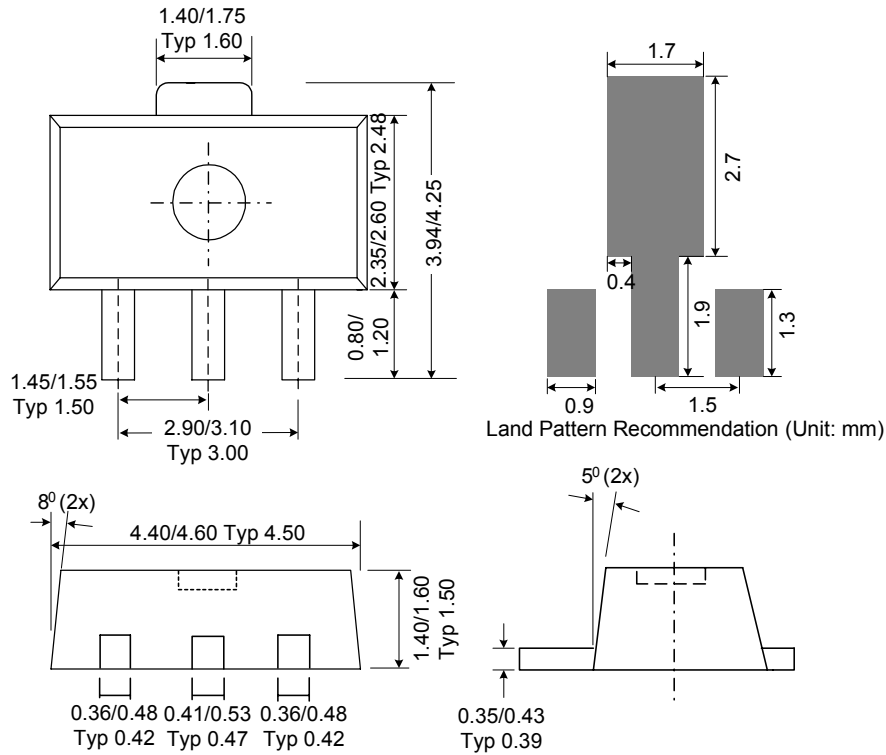 1.40/1.75
Typ 1.60
2.35/2.60 Typ 2.48
3.94/4.25
0.80/
1.20
1.45/1.55
Typ 1.50
2.90/3.10
Typ 3.00
1.7
2.7
0.4
1.9
1.3
0.9
1.5
Land Pattern Recommendation (Unit: mm)
8⁰ (2x)
4.40/4.60 Typ 4.50
1.40/1.60
Typ 1.50
0.36/0.48
Typ 0.42
0.41/0.53
Typ 0.47
0.36/0.48
Typ 0.42
5⁰ (2x)
0.35/0.43
Typ 0.39